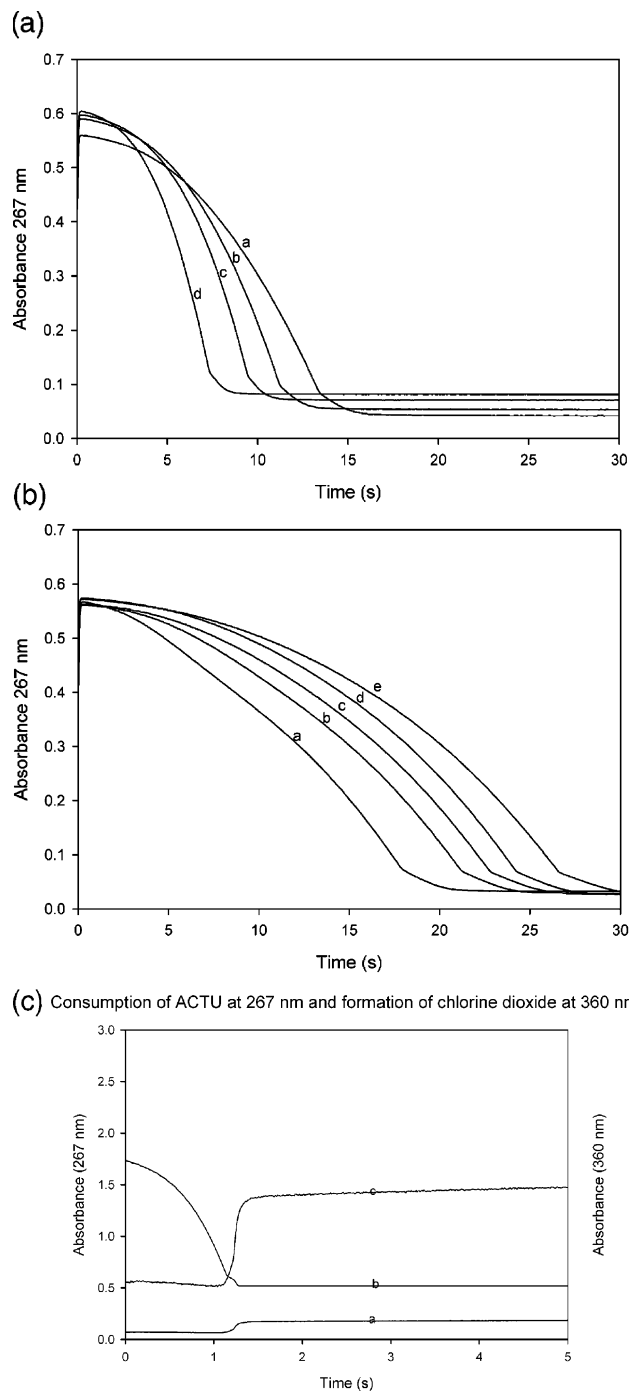 (a)
0.7
0.6
0.5
0.4
0.3
0.2
0.1
0.0
Absorbance 267 nm
a
b
c
d
0 5 10 15 20 25 30
Time (s)
(b)
0.7
0.6
0.5
0.4
0.3
0.2
0.1
0.0
Absorbance 267 nm
e
d
c
b
a
0 5 10 15 20 25 30
Time (s)
(c) Consumption of ACTU at 267 nm and formation of chlorine dioxide at 360 nr
3.0
2.5
2.0
1.5
1.0
0.5
0.0
Absorbance (267 nm)
Absorbance (360 nm)
c
b
a
0 1 2 3 4 5
Time (s)